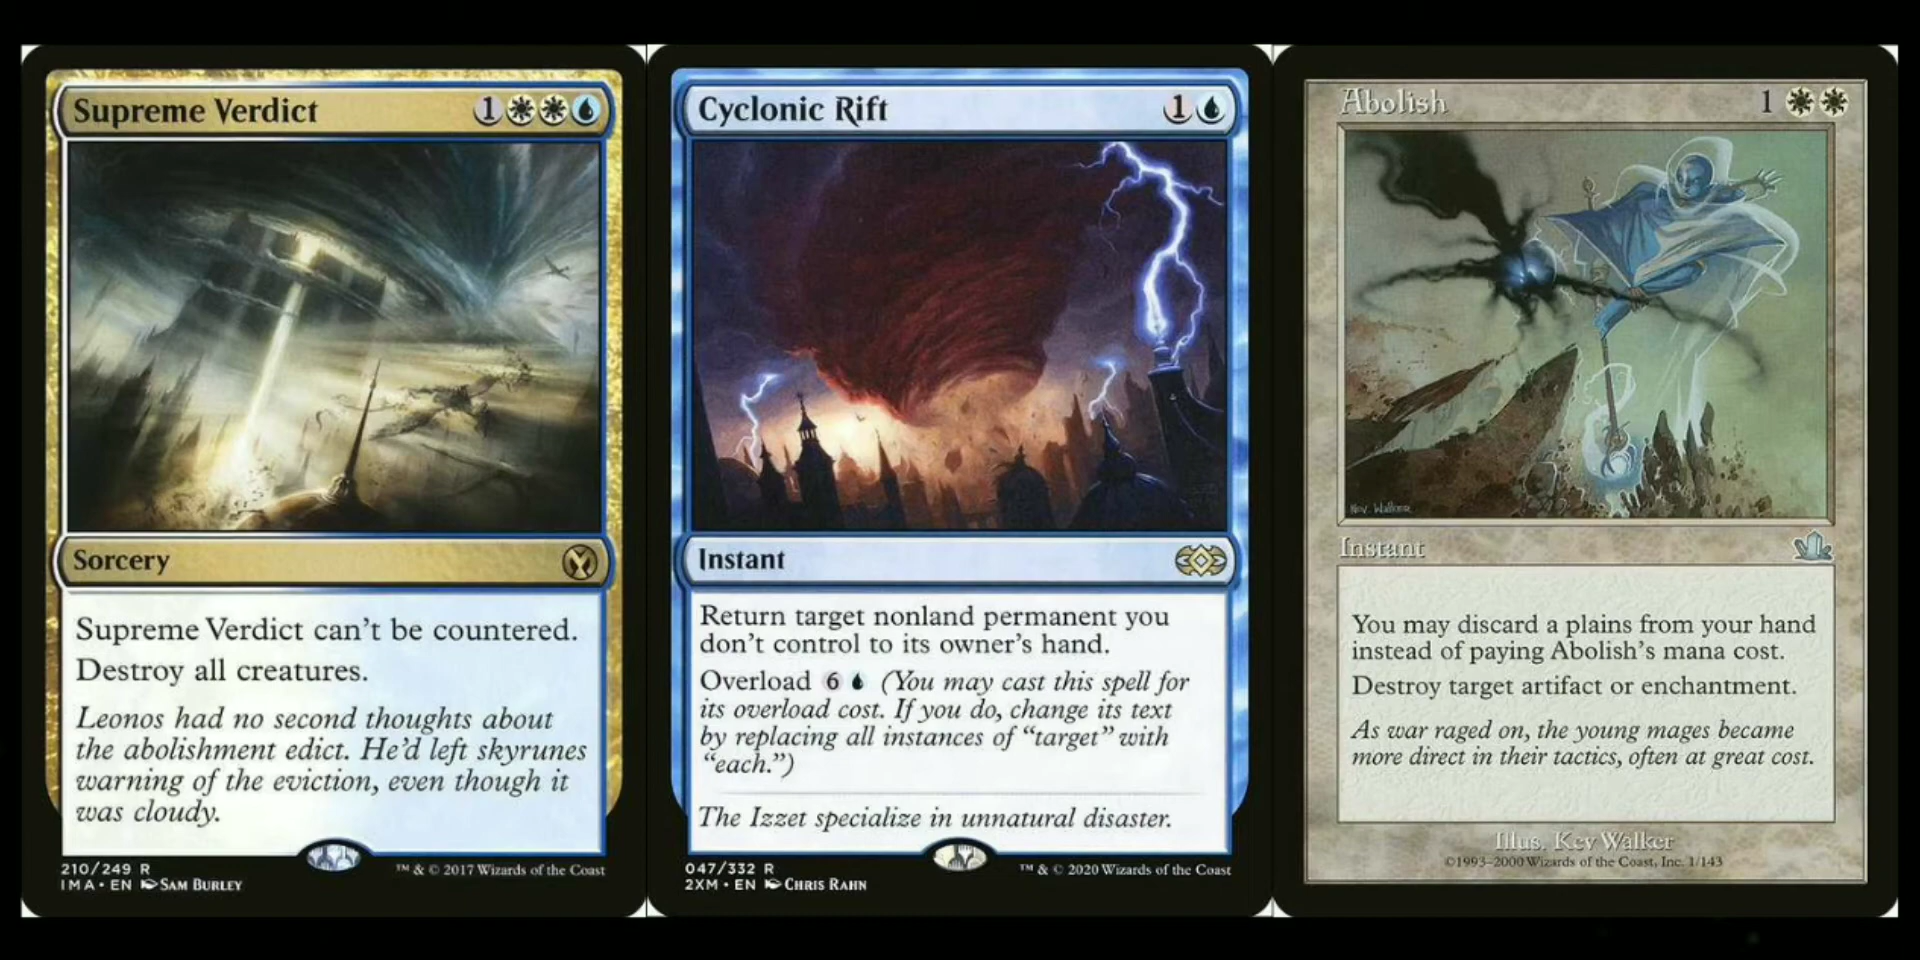 Supreme Verdict 1
Sorcery
Supreme Verdict can't be countered.
Destroy all creatures.
Leonos had no second thoughts about
the abolishment edict. He'd left skyrunes
warning of the eviction, even though it
was cloudy.
210/249 R
IMA • EN SAM BURLEY
™ & © 2017 Wizards of the Coast
Cyclonic Rift 1
Instant
Return target nonland permanent you
don't control to its owner's hand.
Overload 6 (You may cast this spell for
its overload cost. If you do, change its text
by replacing all instances of "target" with
"each.")
The Izzet specialize in unnatural disaster.
047/332 R
2XM • EN CHRIS RAHN
™ & © 2020 Wizards of the Coast
Abolish 1
Kev. Walker
Instant
You may discard a plains from your hand
instead of paying Abolish's mana cost.
Destroy target artifact or enchantment.
As war raged on, the young mages became
more direct in their tactics, often at great cost.
Illus. Kev Walker
©1993–2000 Wizards of the Coast, Inc. 1/143